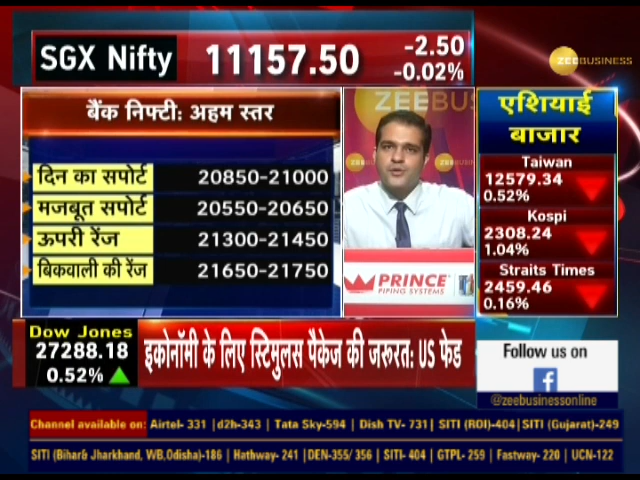 SGX Nifty 11157.50 -2.50
-0.02%
ZEEBUSINESS
बैंक निफ्टी: अहम स्तर
दिन का सपोर्ट 20850-21000
मजबूत सपोर्ट 20550-20650
ऊपरी रेंज 21300-21450
बिकवाली की रेंज 21650-21750
ZEEBUS
PRINCE
PIPING SYSTEMS
एशियाई
बाजार
Taiwan
12579.34
0.52%
Kospi
2308.24
1.04%
Straits Times
2459.46
0.16%
Dow Jones
27288.18
0.52%
इकोनॉमी के लिए स्टिमुलस पैकेज की जरूरत: US फेड
Follow us on
f
@zeebusinessonline
Channel available on: Airtel- 331 |d2h-343 | Tata Sky-594 | Dish TV- 731| SITI (ROI)-404|SITI (Gujarat)-249
SITI (Bihar& Jharkhand, WB,Odisha)-186 | Hathway- 241 |DEN-355/ 356 | SITI- 404 | GTPL- 259 | Fastway- 220 | UCN-122